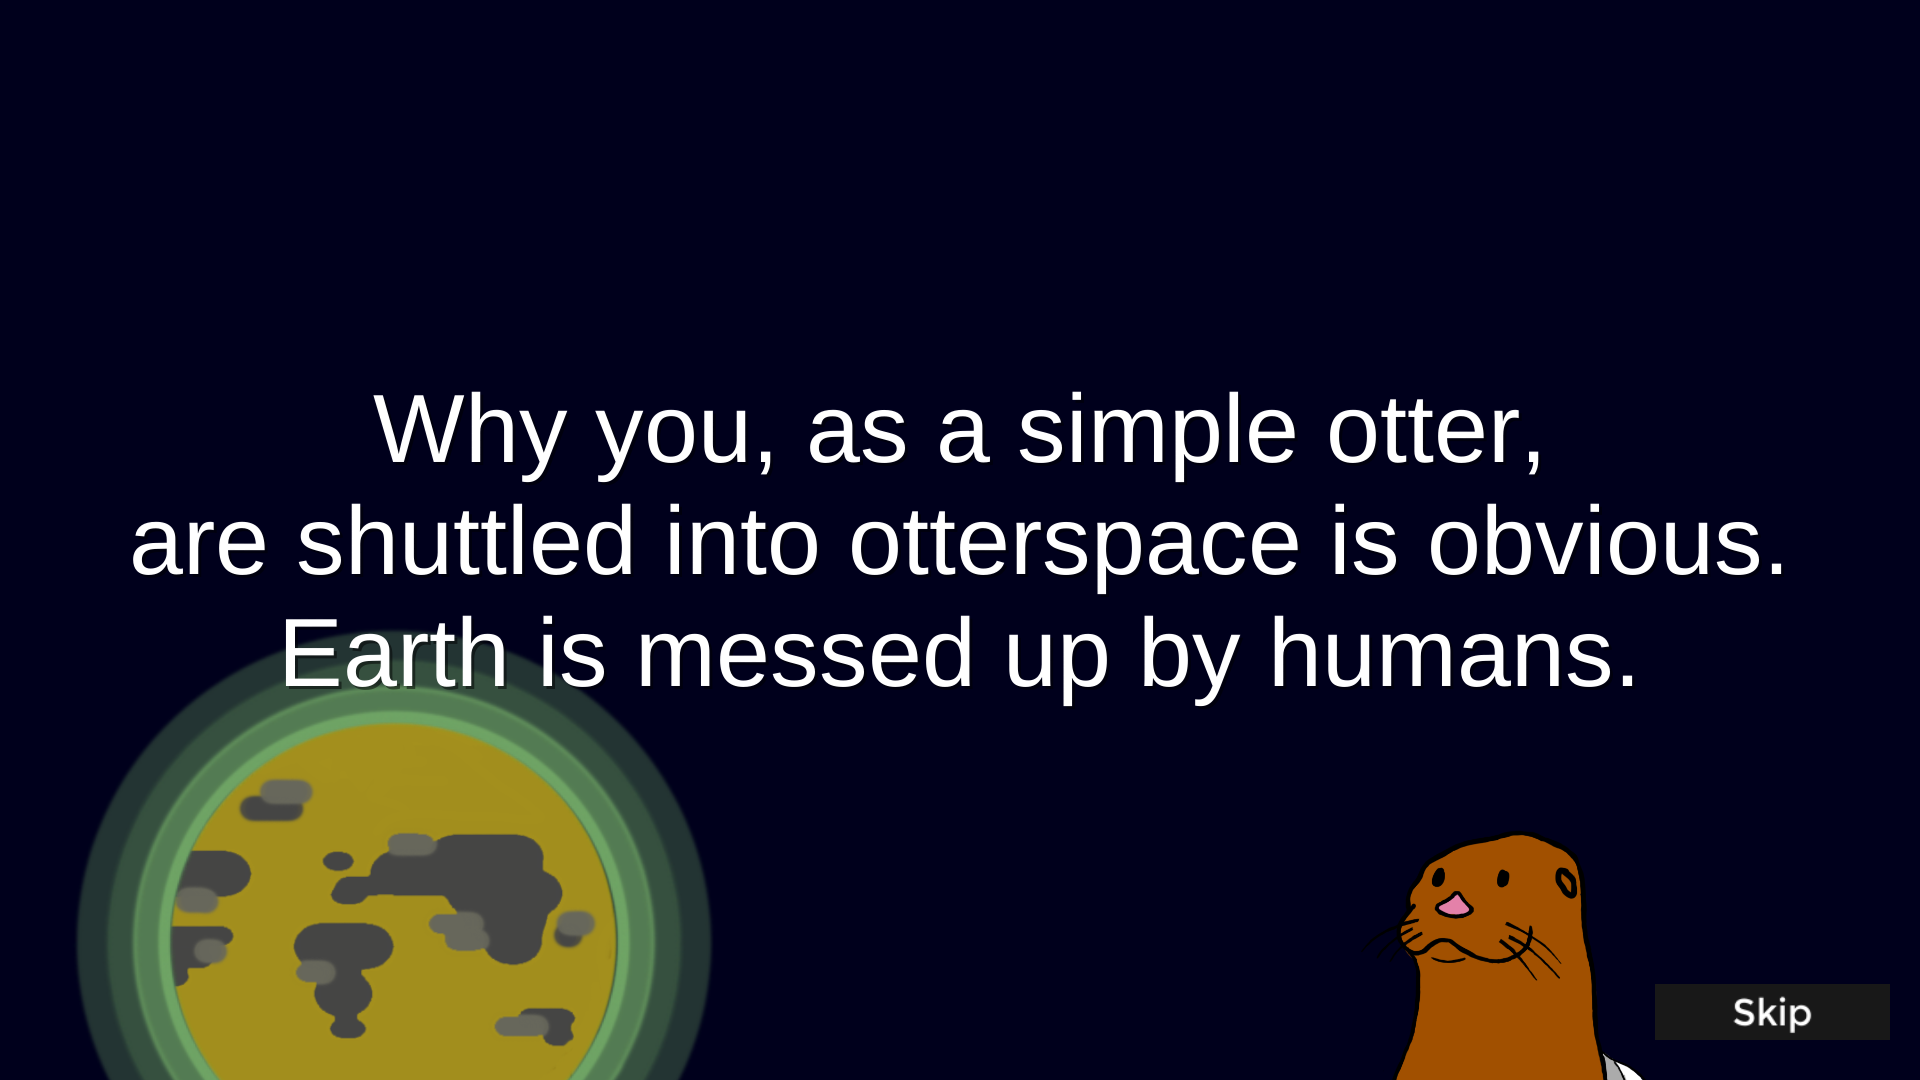 Why you, as a simple otter,
are shuttled into otterspace is obvious.
Earth is messed up by humans.
Skip